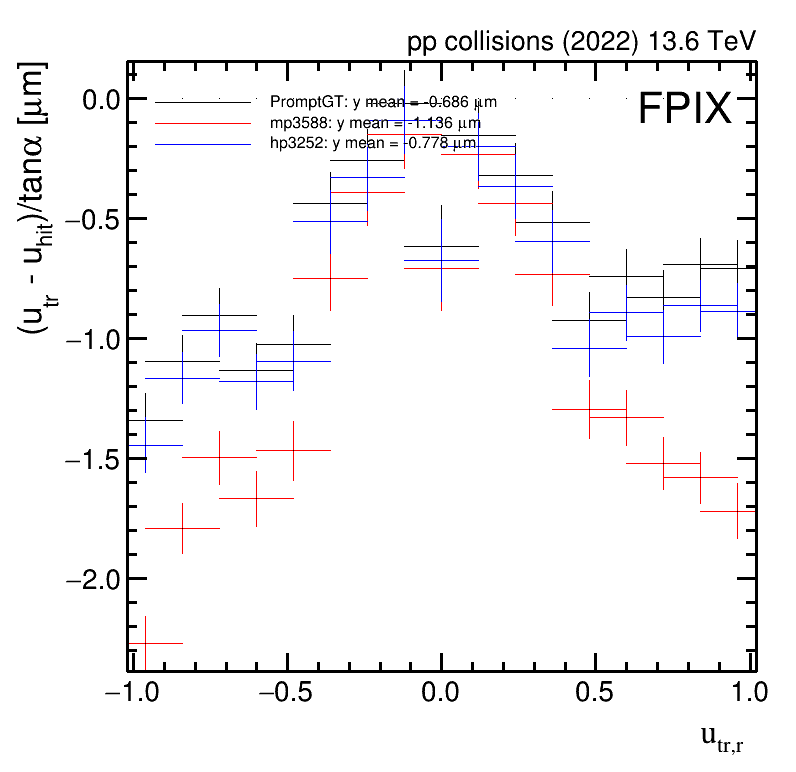 pp collisions (2022) 13.6 TeV
(u_tr - u_hit)/tanα [μm]
FPIX
PromptGT: y mean = -0.686 μm
mp3588: y mean = -1.136 μm
hp3252: y mean = -0.778 μm
0.0
−0.5
−1.0
−1.5
−2.0
−1.0 −0.5 0.0 0.5 1.0
u_tr,r